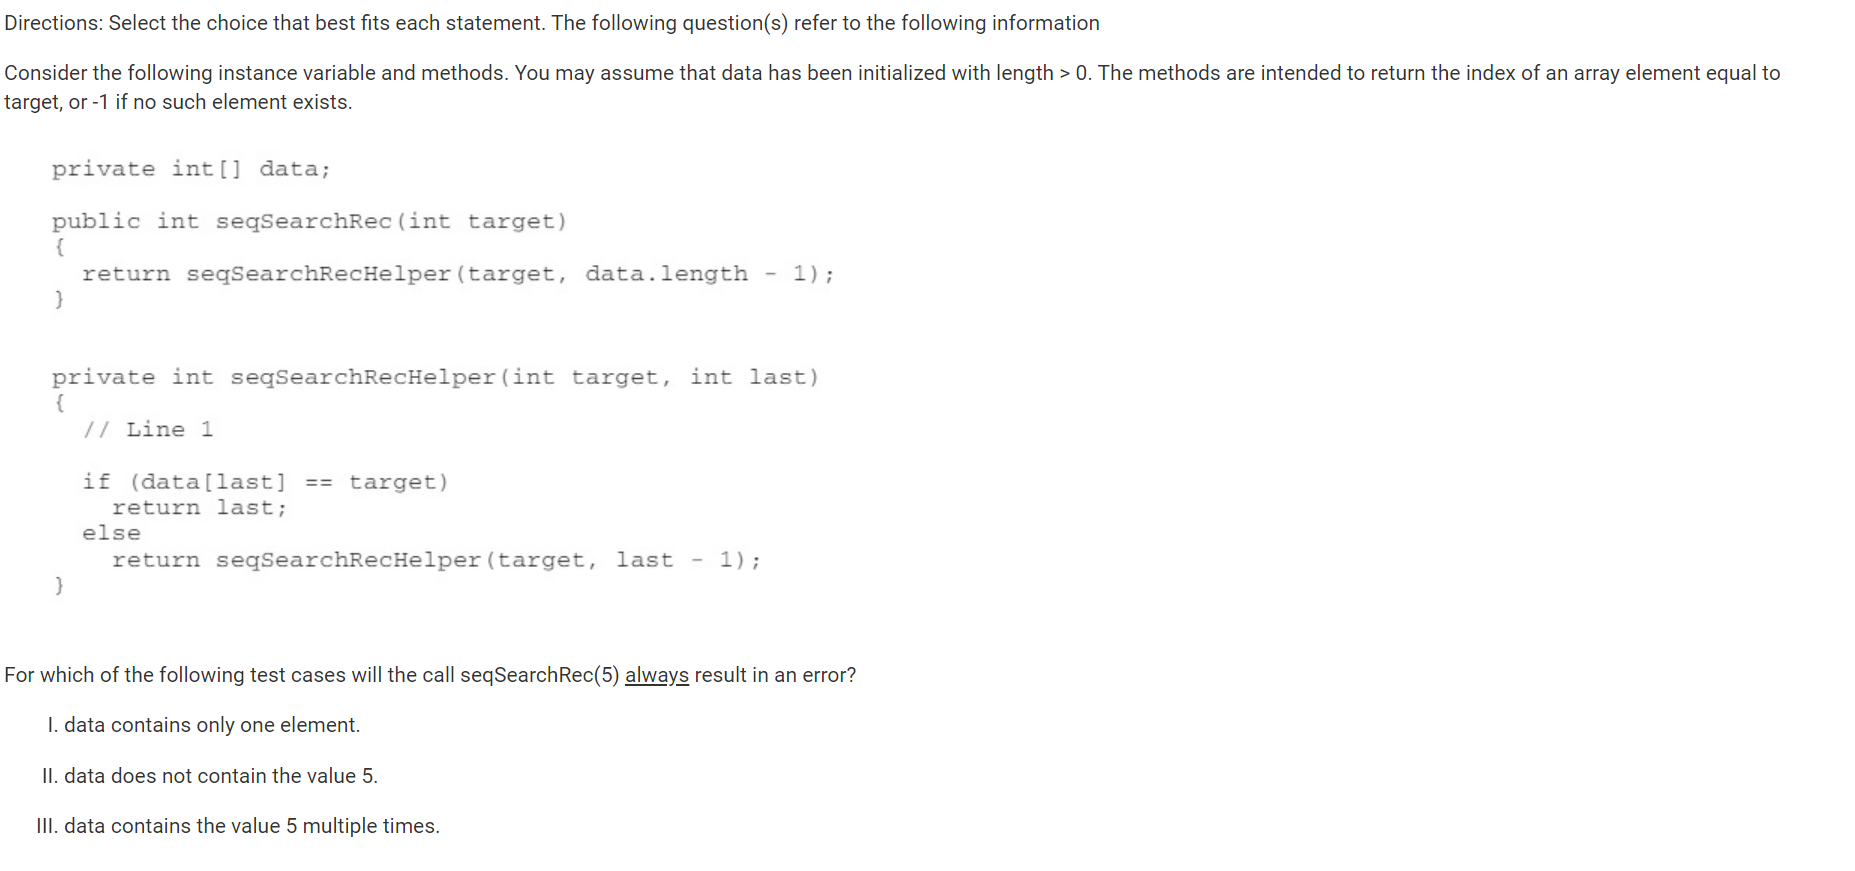 Directions: Select the choice that best fits each statement. The following question(s) refer to the following information
Consider the following instance variable and methods. You may assume that data has been initialized with length > 0. The methods are intended to return the index of an array element equal to
target, or -1 if no such element exists.
private int[] data;
public int seqSearchRec(int target)
{
return seqSearchRecHelper(target, data.length - 1);
}
private int seqSearchRecHelper(int target, int last)
{
// Line 1
if (data[last] == target)
return last;
else
return seqSearchRecHelper(target, last - 1);
}
For which of the following test cases will the call seqSearchRec(5) always result in an error?
I. data contains only one element.
II. data does not contain the value 5.
III. data contains the value 5 multiple times.